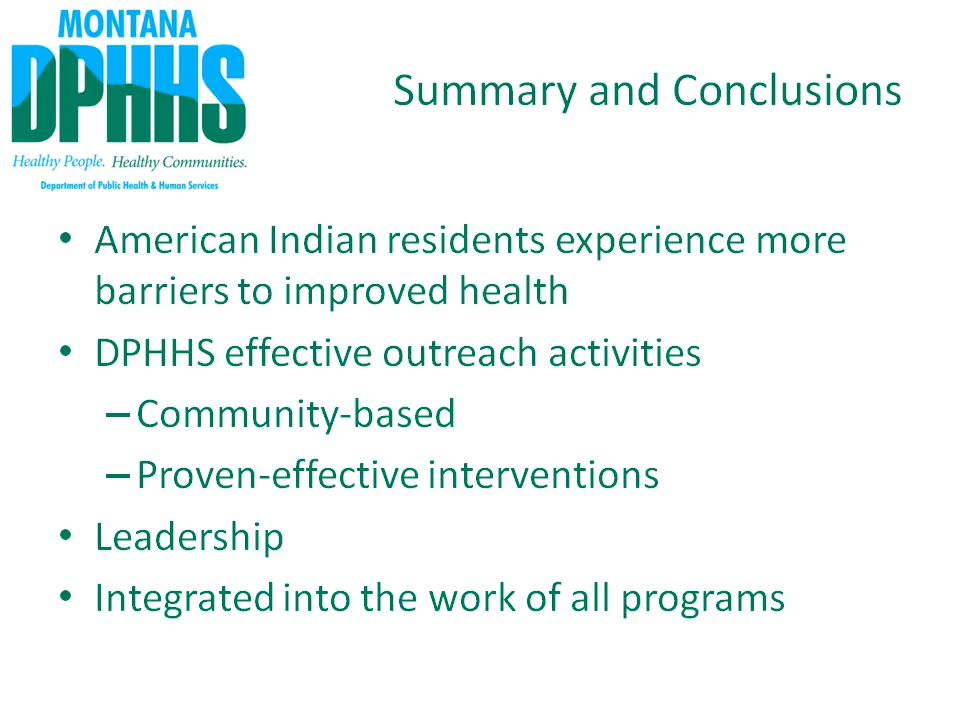 MONTANA
DPHHS
Healthy People. Healthy Communities.
Department of Public Health & Human Services
Summary and Conclusions
• American Indian residents experience more
barriers to improved health
• DPHHS effective outreach activities
– Community-based
– Proven-effective interventions
• Leadership
• Integrated into the work of all programs